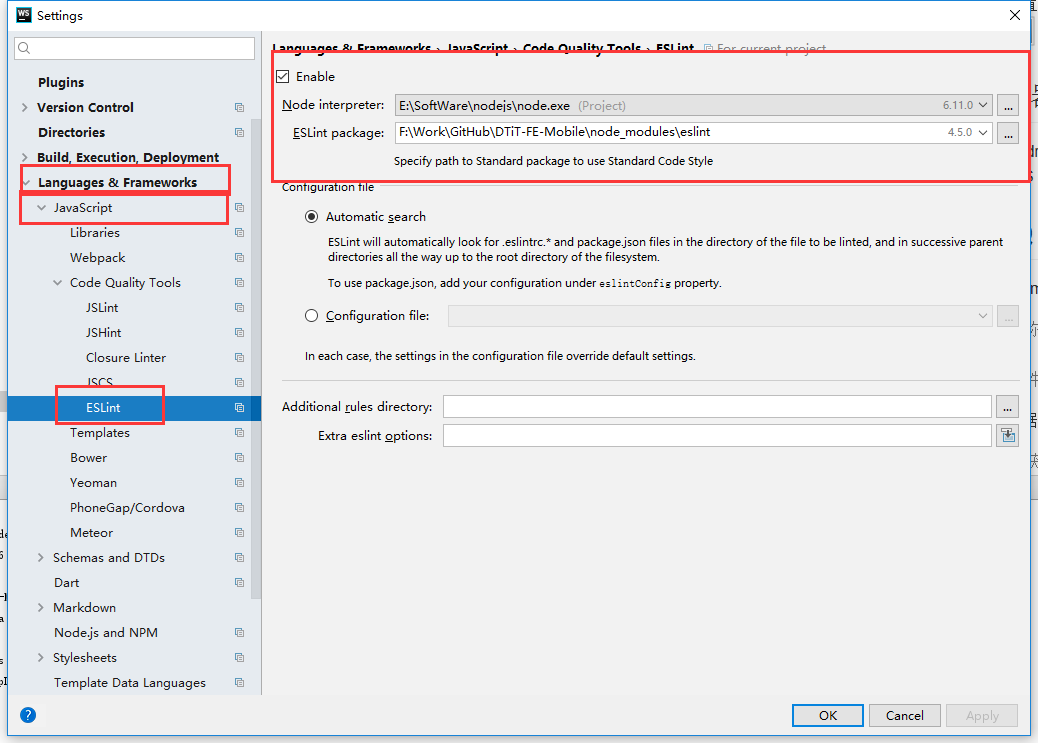 WS Settings
Plugins
Version Control
Directories
Build, Execution, Deployment
Languages & Frameworks
JavaScript
Libraries
Webpack
Code Quality Tools
JSLint
JSHint
Closure Linter
JSCS
ESLint
Templates
Bower
Yeoman
PhoneGap/Cordova
Meteor
Schemas and DTDs
Dart
Markdown
Node.js and NPM
Stylesheets
Template Data Languages
?
Languages & Frameworks › JavaScript › Code Quality Tools › ESLint For current project
Enable
Node interpreter: E:\SoftWare\nodejs\node.exe (Project) 6.11.0 ...
ESLint package: F:\Work\GitHub\DTiT-FE-Mobile\node_modules\eslint 4.5.0 ...
Specify path to Standard package to use Standard Code Style
Configuration file
Automatic search
ESLint will automatically look for .eslintrc.* and package.json files in the directory of the file to be linted, and in successive parent
directories all the way up to the root directory of the filesystem.
To use package.json, add your configuration under eslintConfig property.
Configuration file: ...
In each case, the settings in the configuration file override default settings.
Additional rules directory: ...
Extra eslint options:
OK Cancel Apply